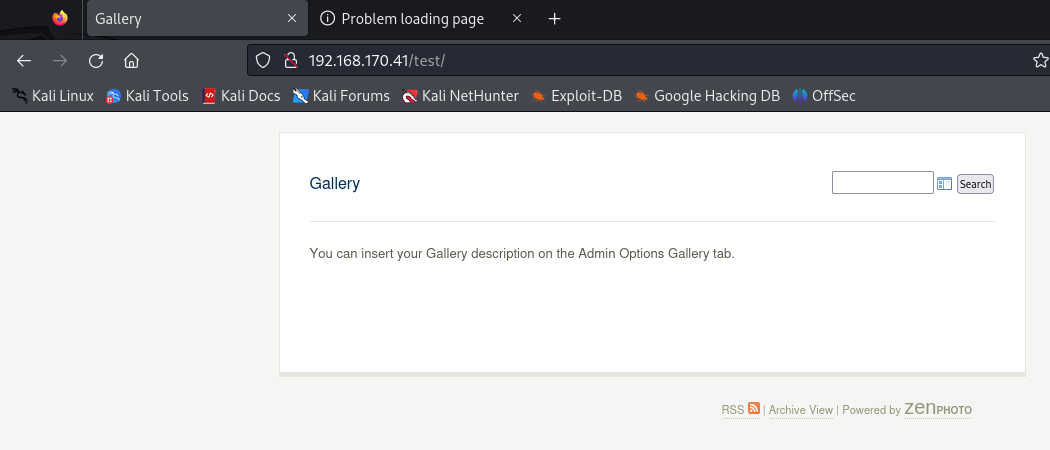 Gallery
Problem loading page
192.168.170.41/test/
Kali Linux Kali Tools Kali Docs Kali Forums Kali NetHunter Exploit-DB Google Hacking DB OffSec
Gallery
Search
You can insert your Gallery description on the Admin Options Gallery tab.
RSS | Archive View | Powered by zenPHOTO